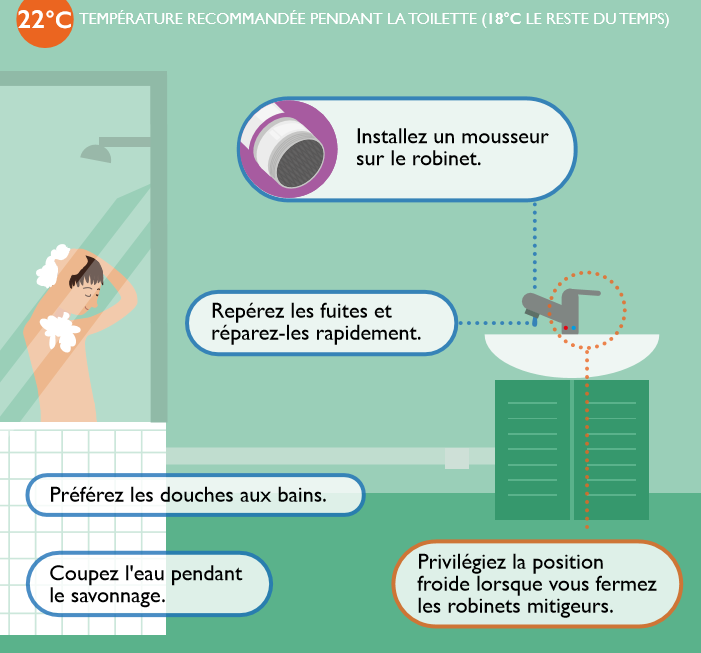 22°C TEMPÉRATURE RECOMMANDÉE PENDANT LA TOILETTE (18°C LE RESTE DU TEMPS)
Installez un mousseur
sur le robinet.
Repérez les fuites et
réparez-les rapidement.
Préférez les douches aux bains.
Coupez l'eau pendant
le savonnage.
Privilégiez la position
froide lorsque vous fermez
les robinets mitigeurs.